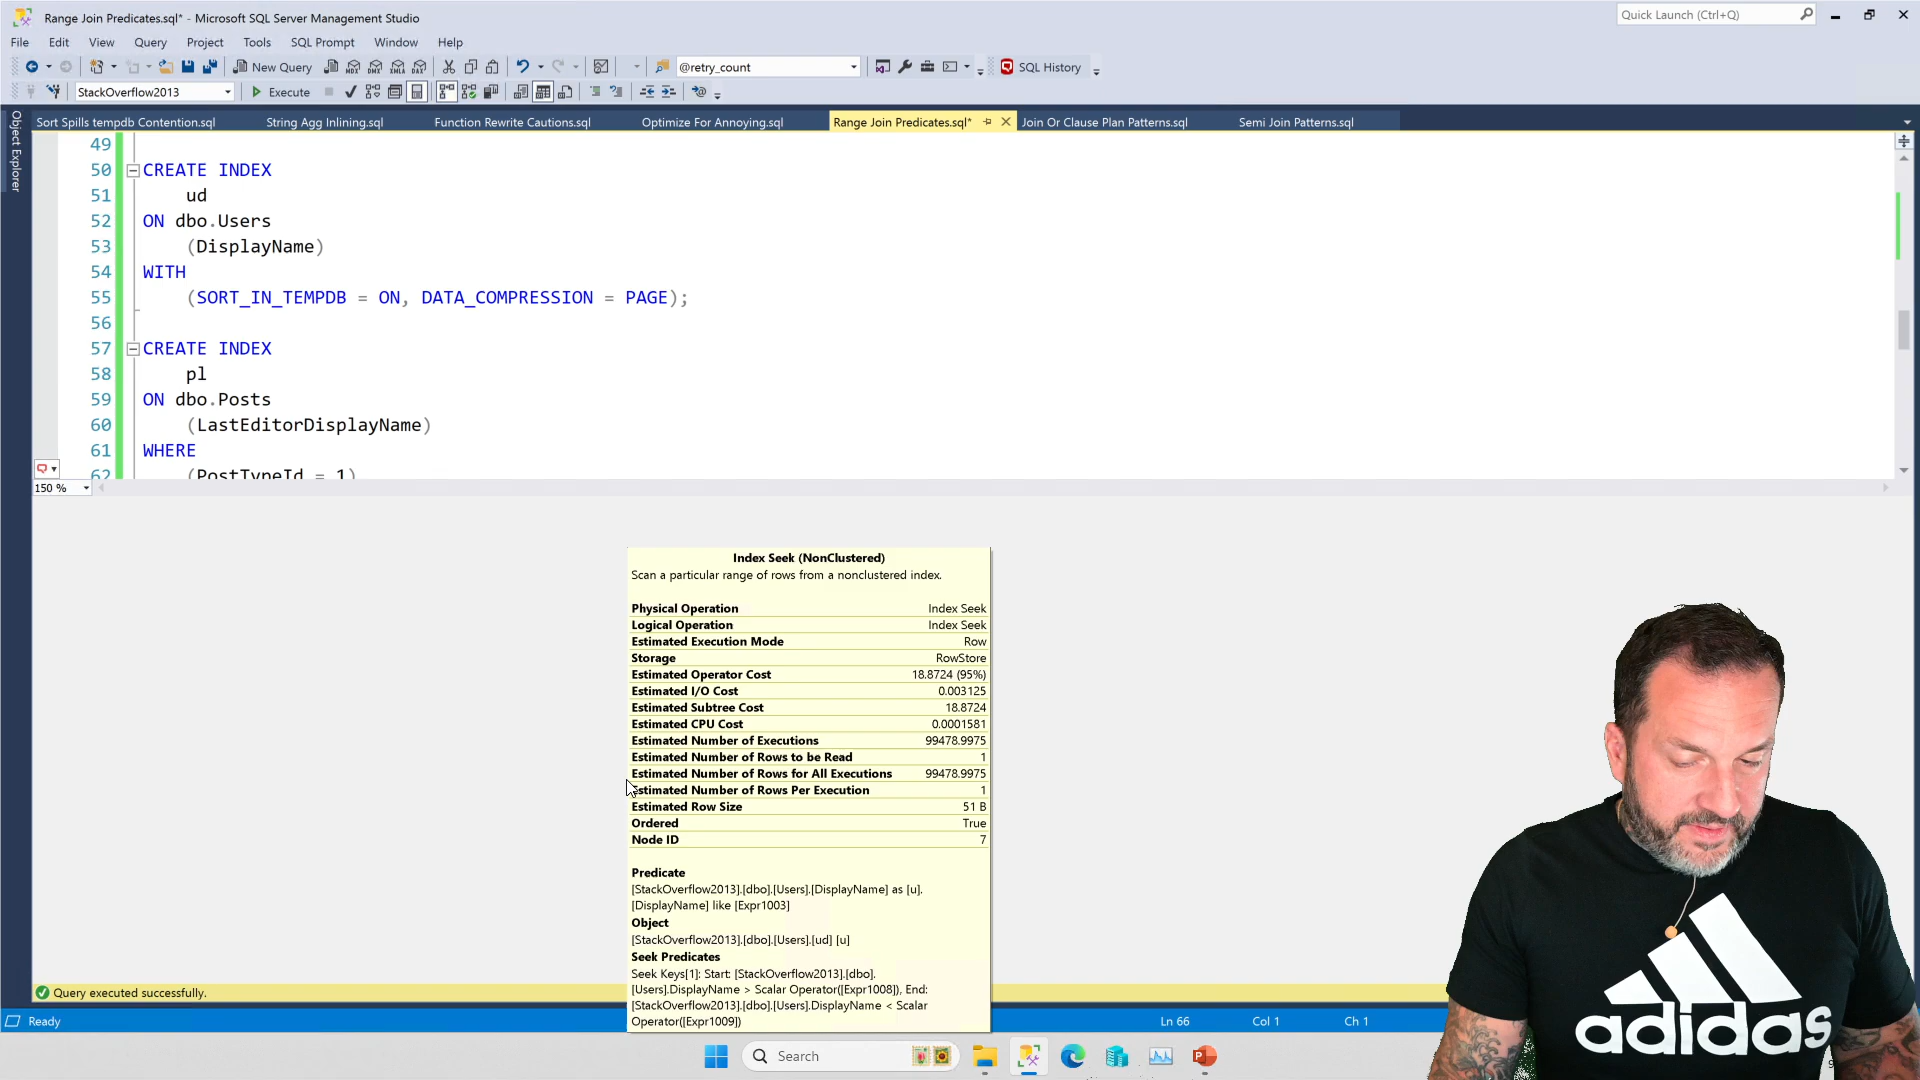 Range Join Predicates.sql* - Microsoft SQL Server Management Studio
Quick Launch (Ctrl+Q)
File Edit View Query Project Tools SQL Prompt Window Help
New Query
@retry_count
SQL History
StackOverflow2013
Execute
Object Explorer
Sort Spills tempdb Contention.sql
String Agg Inlining.sql
Function Rewrite Cautions.sql
Optimize For Annoying.sql
Range Join Predicates.sql*
Join Or Clause Plan Patterns.sql
Semi Join Patterns.sql
49
50 CREATE INDEX
51 ud
52 ON dbo.Users
53 (DisplayName)
54 WITH
55 (SORT_IN_TEMPDB = ON, DATA_COMPRESSION = PAGE);
56
57 CREATE INDEX
58 pl
59 ON dbo.Posts
60 (LastEditorDisplayName)
61 WHERE
62 (PostTypeId = 1)
150 %
Index Seek (NonClustered)
Scan a particular range of rows from a nonclustered index.
Physical Operation Index Seek
Logical Operation Index Seek
Estimated Execution Mode Row
Storage RowStore
Estimated Operator Cost 18.8724 (95%)
Estimated I/O Cost 0.003125
Estimated Subtree Cost 18.8724
Estimated CPU Cost 0.0001581
Estimated Number of Executions 99478.9975
Estimated Number of Rows to be Read 1
Estimated Number of Rows for All Executions 99478.9975
Estimated Number of Rows Per Execution 1
Estimated Row Size 51 B
Ordered True
Node ID 7
Predicate
[StackOverflow2013].[dbo].[Users].[DisplayName] as [u].
[DisplayName] like [Expr1003]
Object
[StackOverflow2013].[dbo].[Users].[ud] [u]
Seek Predicates
Seek Keys[1]: Start: [StackOverflow2013].[dbo].
[Users].DisplayName > Scalar Operator([Expr1008]), End:
[StackOverflow2013].[dbo].[Users].DisplayName < Scalar
Operator([Expr1009])
Query executed successfully.
Ready
Ln 66
Col 1
Ch 1
Search
adidas